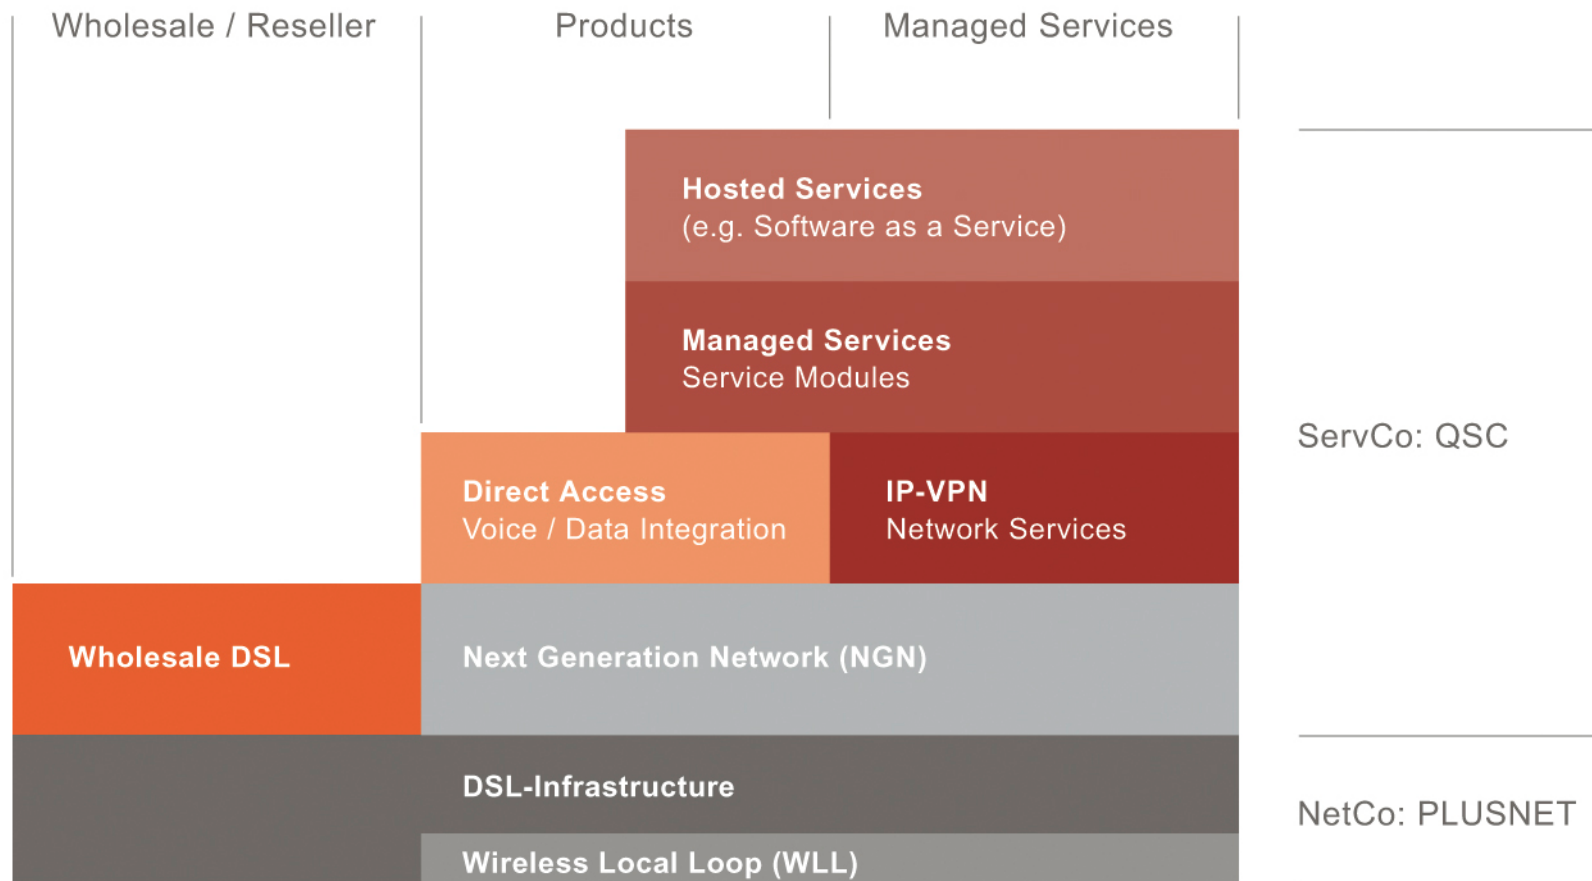 Wholesale / Reseller
Products
Managed Services
Hosted Services
(e.g. Software as a Service)
Managed Services
Service Modules
ServCo: QSC
Direct Access
Voice / Data Integration
IP-VPN
Network Services
Wholesale DSL
Next Generation Network (NGN)
DSL-Infrastructure
NetCo: PLUSNET
Wireless Local Loop (WLL)